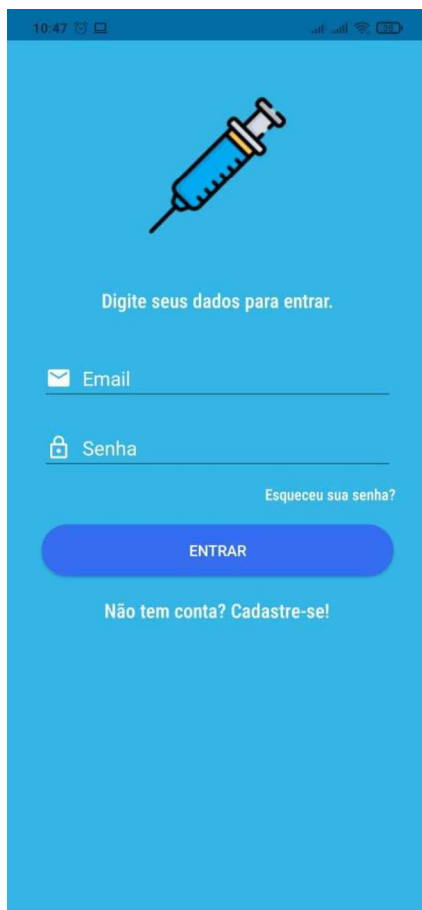 10:47
Digite seus dados para entrar.
Email
Senha
Esqueceu sua senha?
ENTRAR
Não tem conta? Cadastre-se!